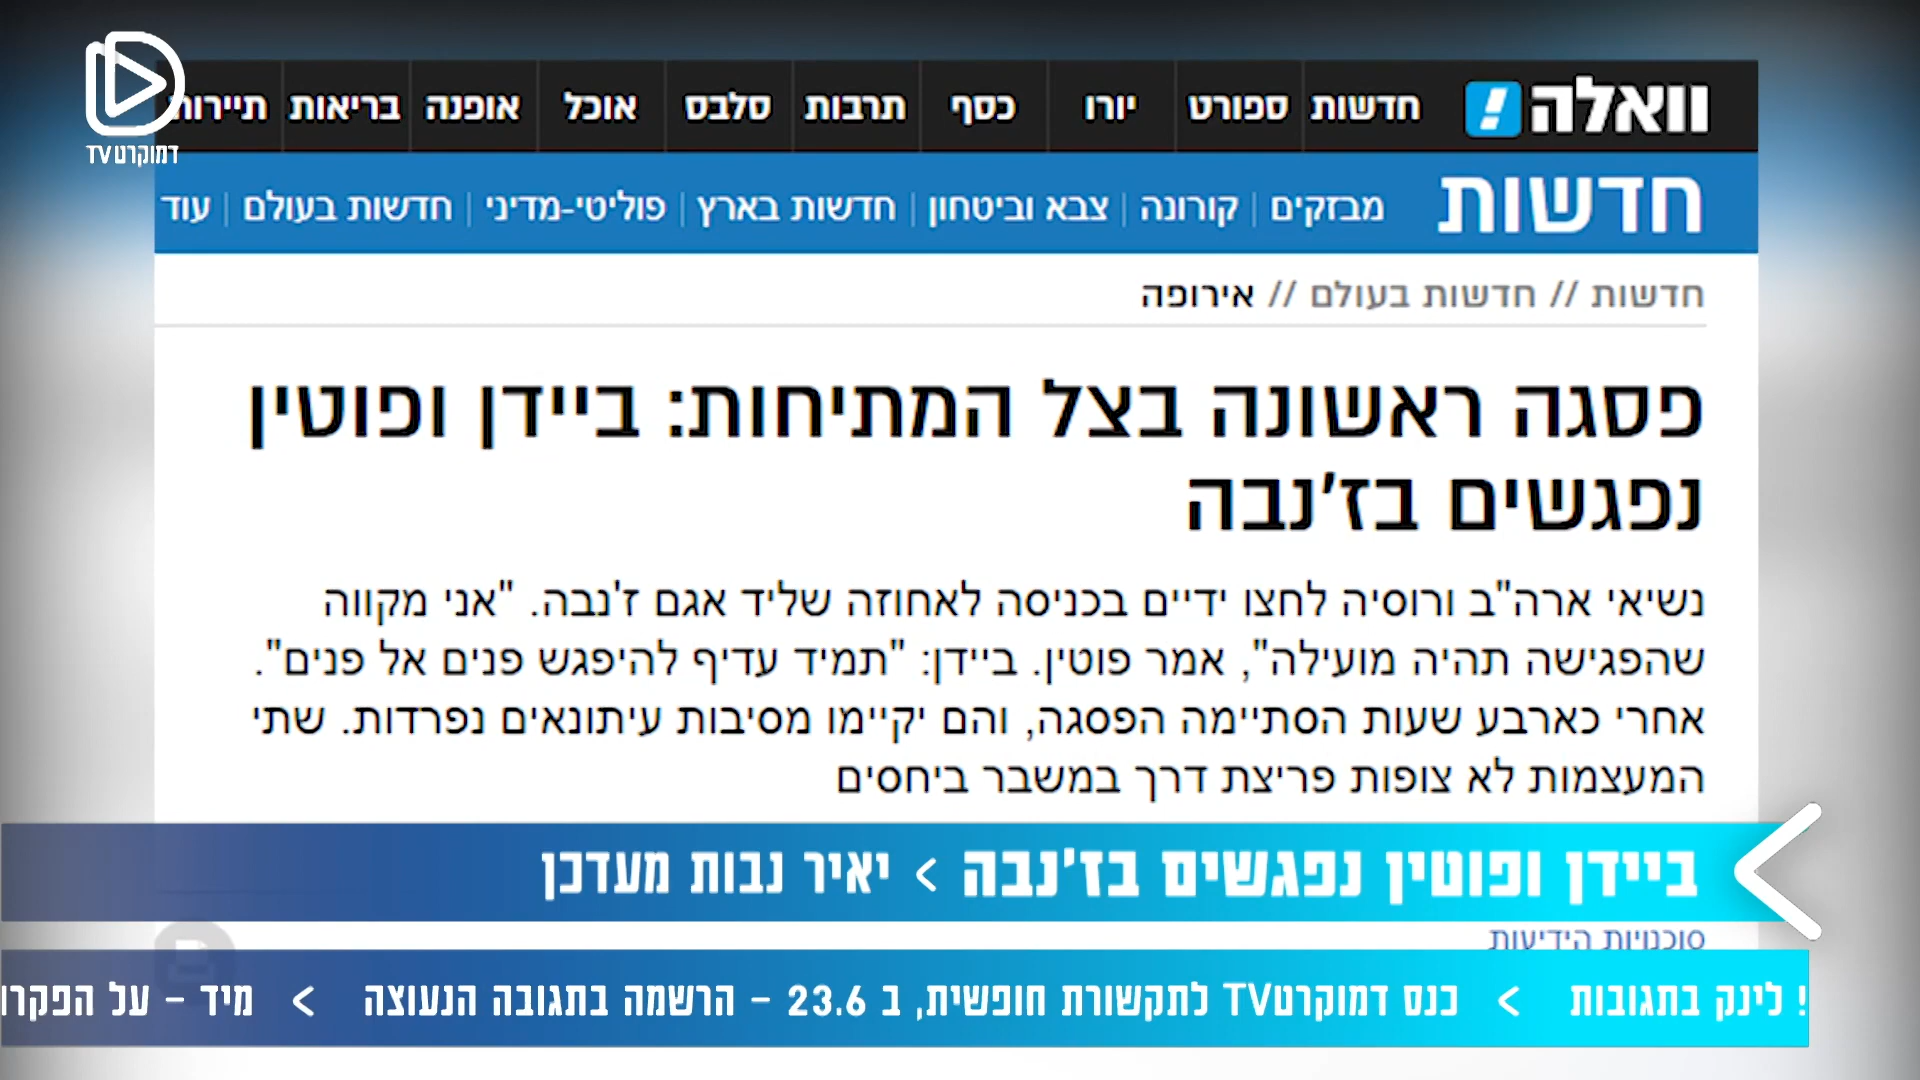 דמוקרטTV
וואלה!
חדשות ספורט יורו כסף תרבות סלבס אוכל אופנה בריאות תיירות
חדשות
מבזקים | קורונה | צבא וביטחון | חדשות בארץ | פוליטי-מדיני | חדשות בעולם | עוד
חדשות // חדשות בעולם // אירופה
פסגה ראשונה בצל המתיחות: ביידן ופוטין
נפגשים בז'נבה
נשיאי ארה"ב ורוסיה לחצו ידיים בכניסה לאחוזה שליד אגם ז'נבה. "אני מקווה
שהפגישה תהיה מועילה", אמר פוטין. ביידן: "תמיד עדיף להיפגש פנים אל פנים".
אחרי כארבע שעות הסתיימה הפסגה, והם יקיימו מסיבות עיתונאים נפרדות. שתי
המעצמות לא צופות פריצת דרך במשבר ביחסים
ביידן ופוטין נפגשים בז'נבה > יאיר נבות מעדכן
סוכנויות הידיעות
! לינק בתגובות > כנס דמוקרטTV לתקשורת חופשית, ב 23.6 – הרשמה בתגובה הנעוצה > מיד – על הפקרו